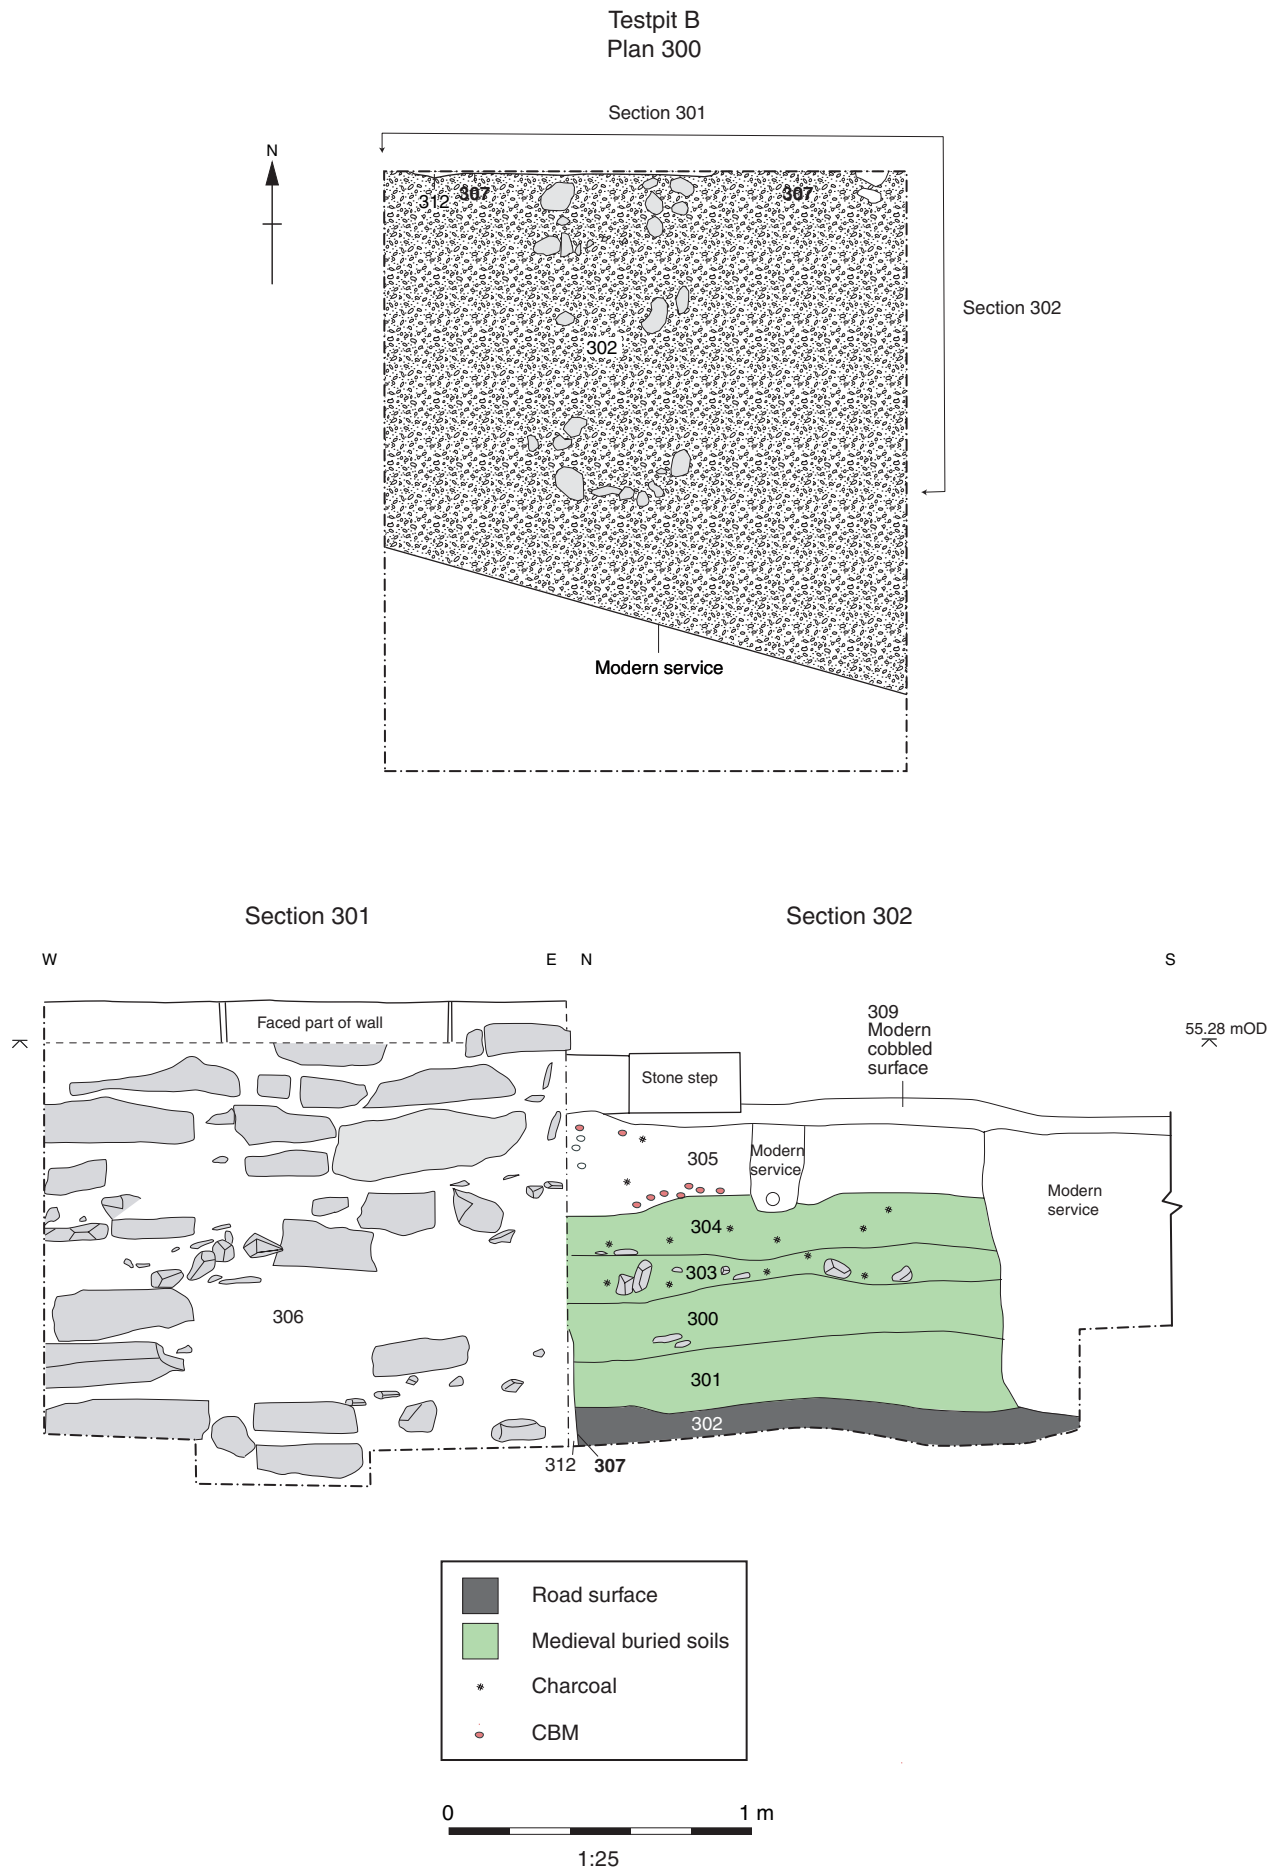 Testpit B
Plan 300
Section 301
N
312 307 307
Section 302
302
Modern service
Section 301
Section 302
W
E
N
S
309
Modern
cobbled
surface
55.28 mOD
Faced part of wall
Stone step
305
Modern
service
Modern
service
304
303
300
306
301
302
312 307
Road surface
Medieval buried soils
Charcoal
CBM
0 1 m
1:25